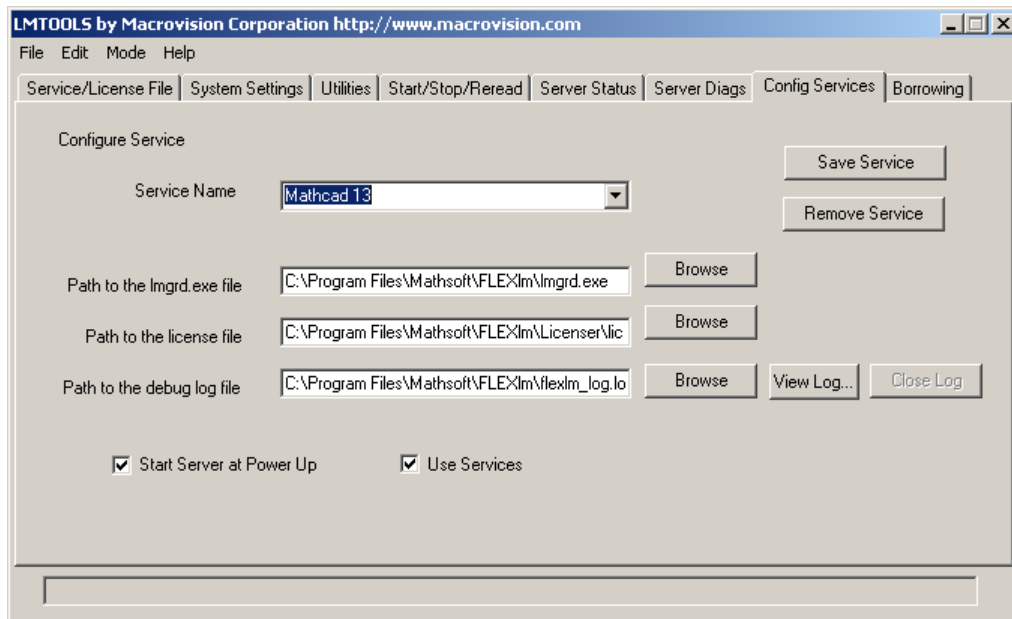 LMTOOLS by Macrovision Corporation http://www.macrovision.com
File Edit Mode Help
Service/License File System Settings Utilities Start/Stop/Reread Server Status Server Diags Config Services Borrowing
Configure Service
Save Service
Service Name Mathcad 13
Remove Service
Path to the lmgrd.exe file C:\Program Files\Mathsoft\FLEXlm\lmgrd.exe Browse
Path to the license file C:\Program Files\Mathsoft\FLEXlm\Licenser\lic Browse
Path to the debug log file C:\Program Files\Mathsoft\FLEXlm\flexlm_log.lo Browse View Log... Close Log
Start Server at Power Up Use Services